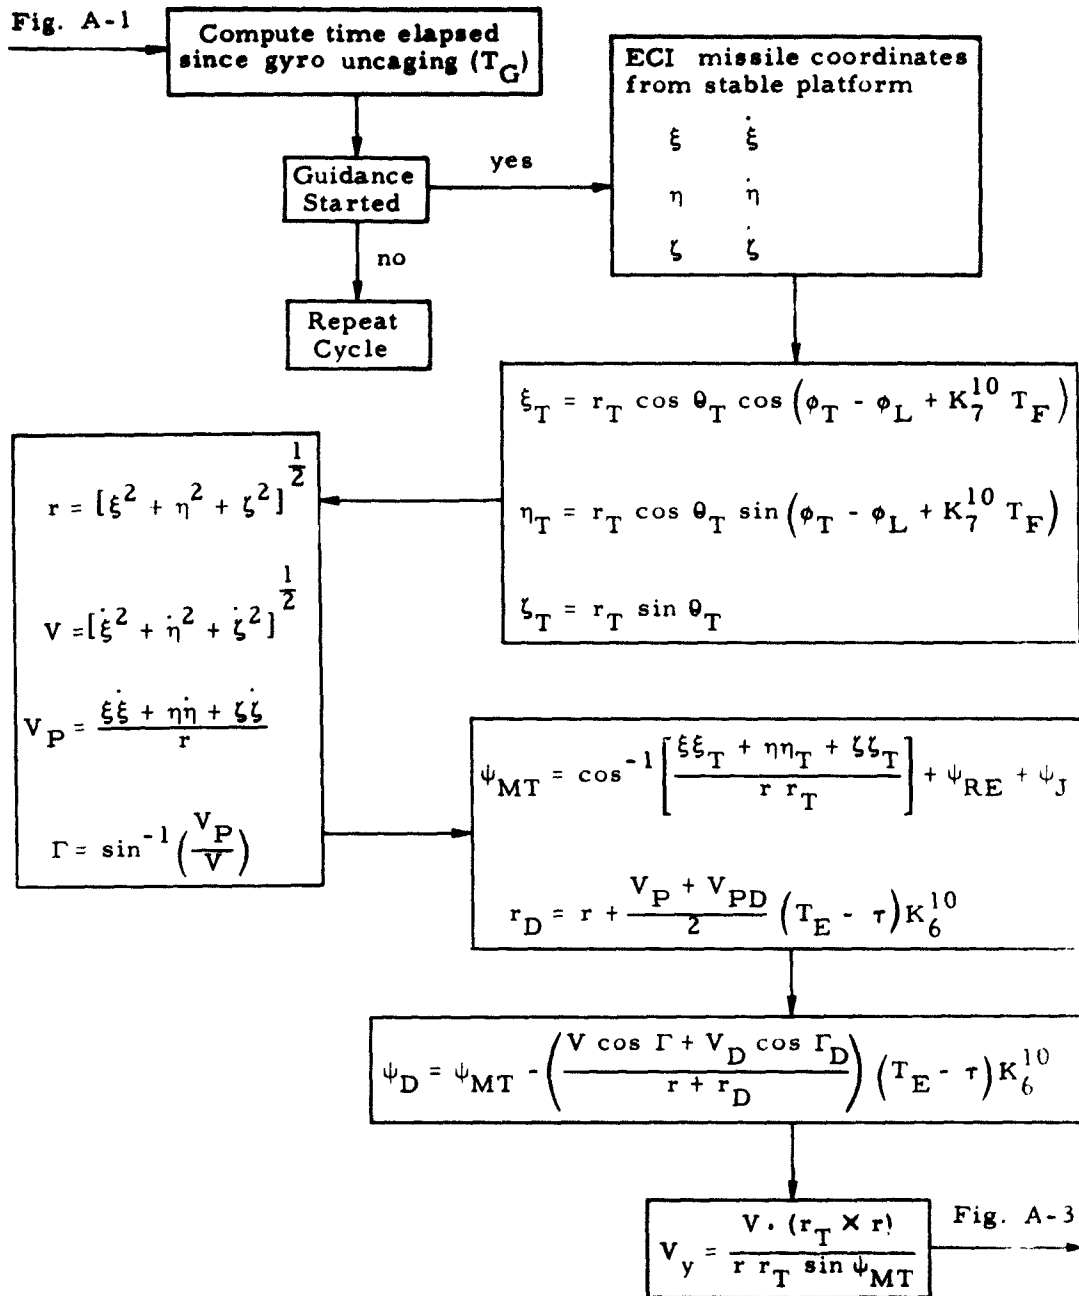 Fig. A-1
Compute time elapsed
since gyro uncaging (T_G)
Guidance
Started
yes
no
Repeat
Cycle
ECI missile coordinates
from stable platform
ξ ξ̇
η η̇
ζ ζ̇
ξ_T = r_T cos θ_T cos (ϕ_T - ϕ_L + K_7^10 T_F)
η_T = r_T cos θ_T sin (ϕ_T - ϕ_L + K_7^10 T_F)
ζ_T = r_T sin θ_T
r = [ξ^2 + η^2 + ζ^2]^1/2
V = [ξ̇^2 + η̇^2 + ζ̇^2]^1/2
V_P = (ξξ̇ + ηη̇ + ζζ̇)/r
Γ = sin^-1 (V_P/V)
ψ_MT = cos^-1 [(ξξ_T + ηη_T + ζζ_T)/(r r_T)] + ψ_RE + ψ_J
r_D = r + (V_P + V_PD)/2 (T_E - τ) K_6^10
ψ_D = ψ_MT - ((V cos Γ + V_D cos Γ_D)/(r + r_D)) (T_E - τ) K_6^10
V_y = V · (r_T × r)/(r r_T sin ψ_MT)
Fig. A-3